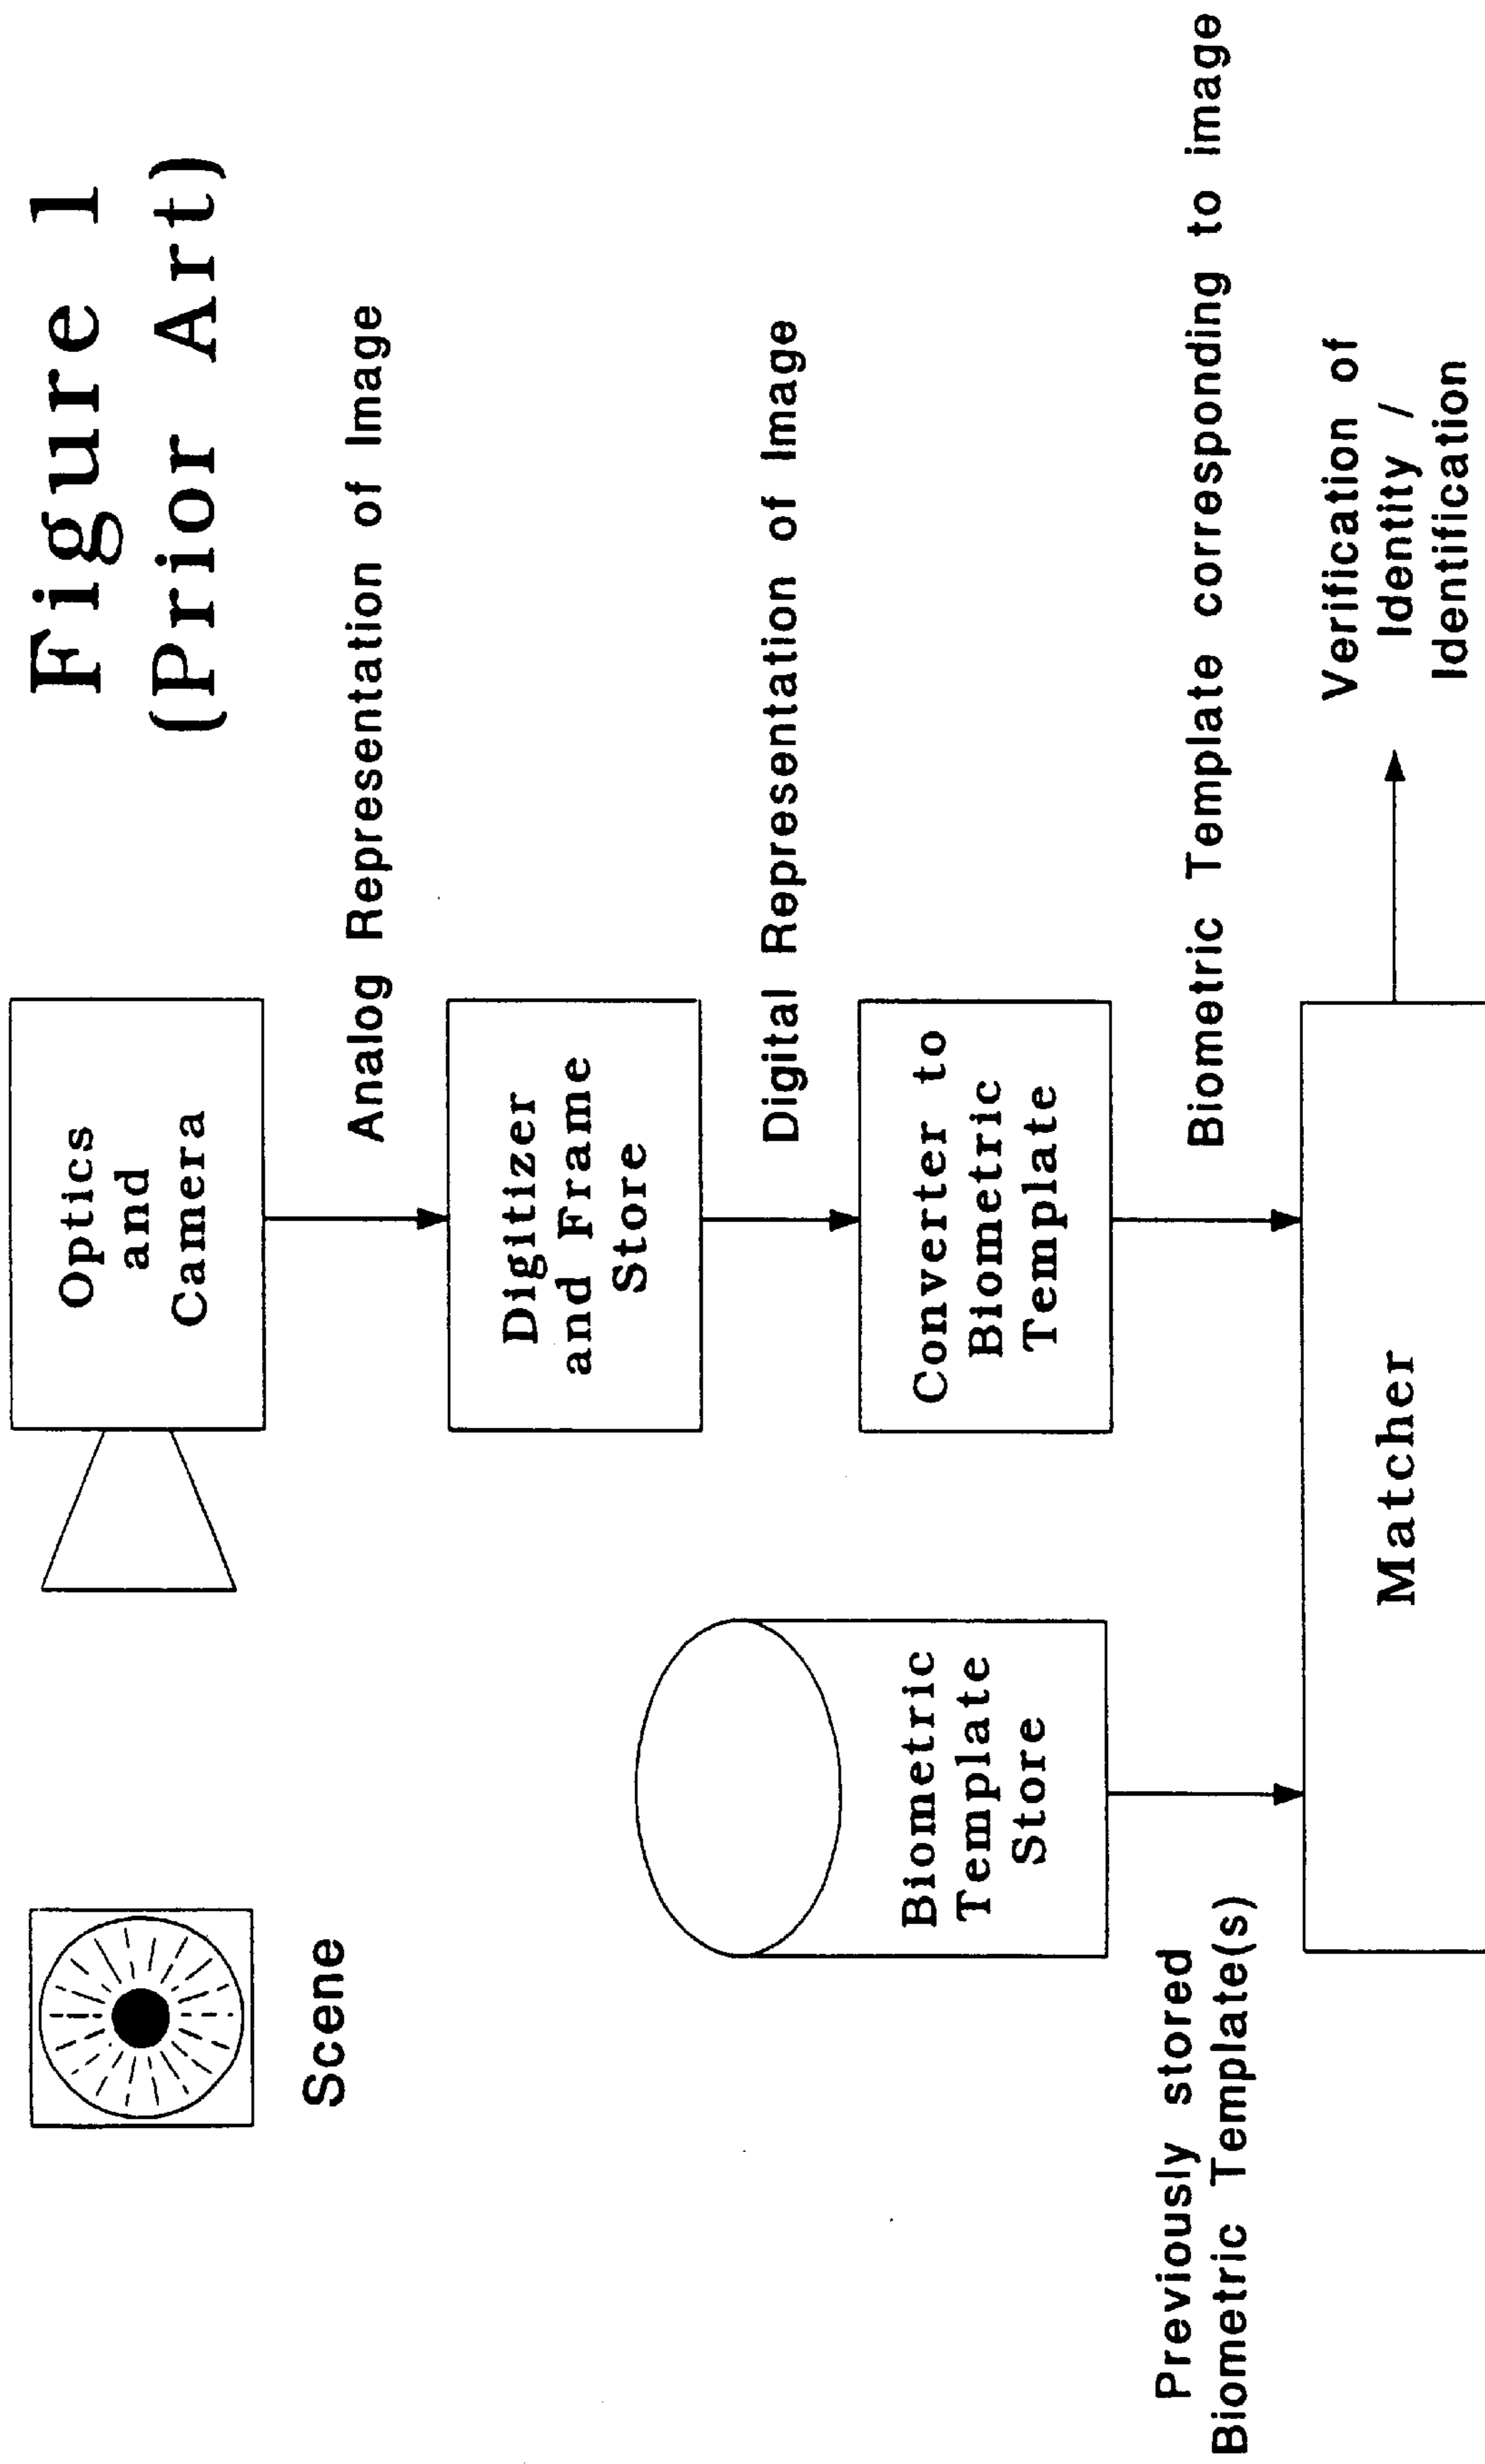 Figure 1
(Prior Art)
Scene
Optics
and
Camera
Analog Representation of Image
Digitizer
and Frame
Store
Digital Representation of Image
Biometric
Template
Store
Converter to
Biometric
Template
Previously stored
Biometric Template(s)
Biometric Template corresponding to image
Matcher
Verification of
Identity /
Identification